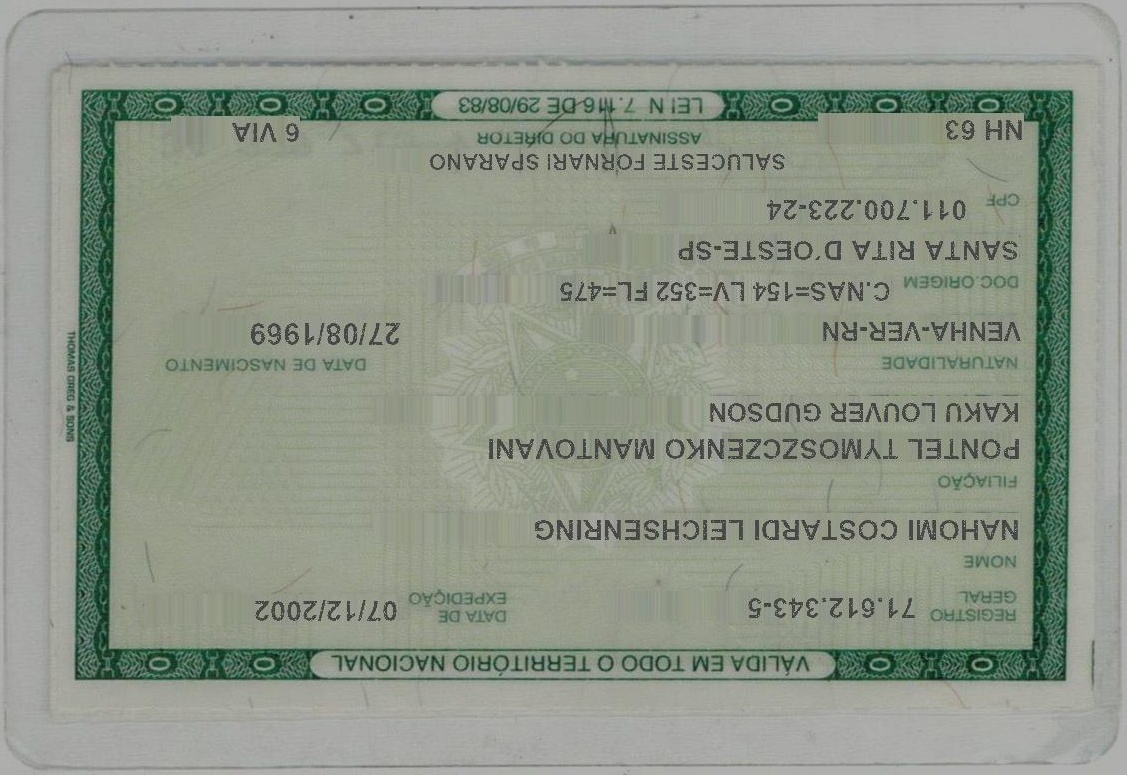 VÁLIDA EM TODO O TERRITÓRIO NACIONAL
REGISTRO GERAL 71.612.343-5 DATA DE EXPEDIÇÃO 07/12/2002
NOME
NAHOMI COSTARDI LEICHSENRING
FILIAÇÃO
PONTEL TYMOSZCZENKO MANTOVANI
KAKU LOUVER GUDSON
NATURALIDADE DATA DE NASCIMENTO
VENHA-VER-RN 27/08/1969
DOC.ORIGEM C.NAS=154 LV=352 FL=475
SANTA RITA D'OESTE-SP
CPF 011.700.223-24
SALUCESTE FORNARI SPARANO
NH 63 ASSINATURA DO DIRETOR 6 VIA
LEI N 7.116 DE 29/08/83
THOMAS GREG & SONS